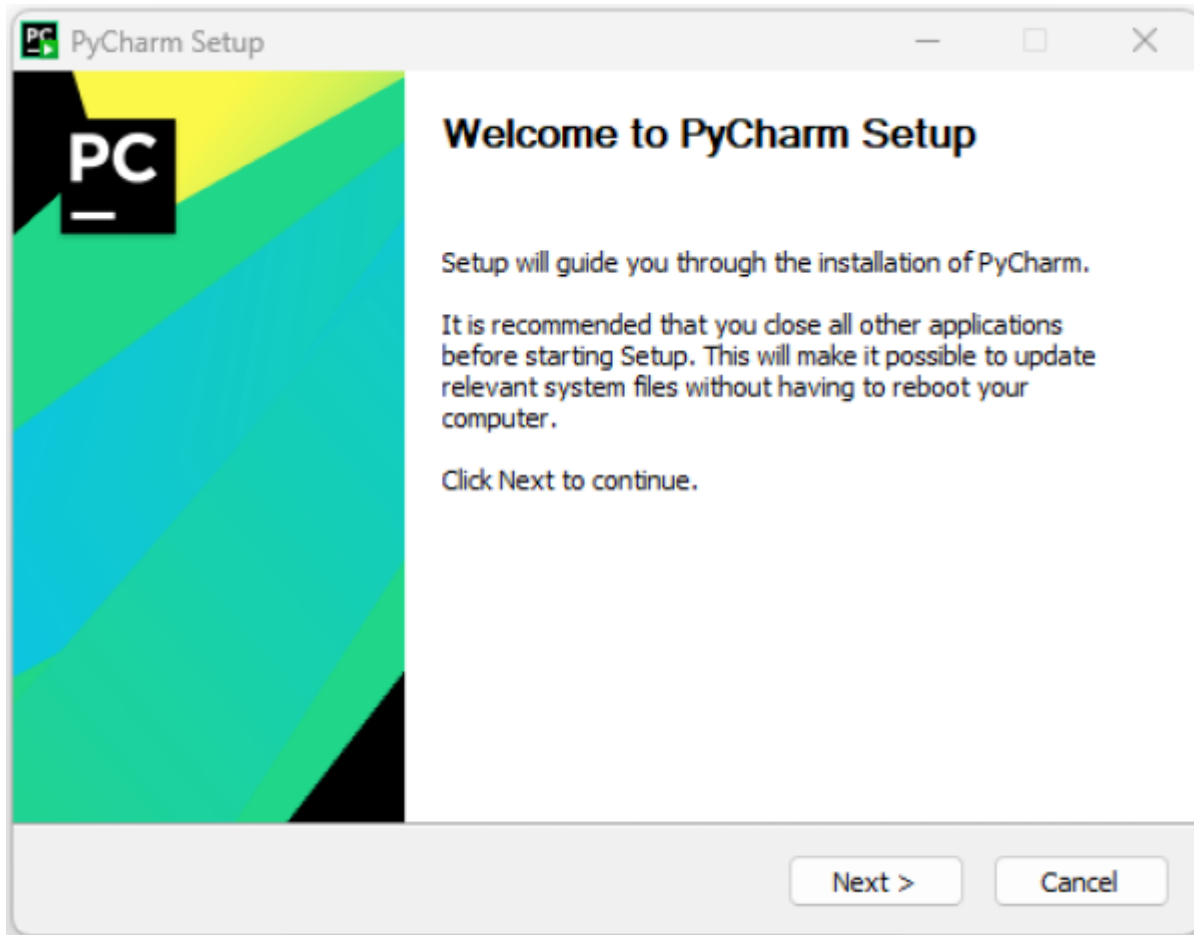 PyCharm Setup
PC
Welcome to PyCharm Setup
Setup will guide you through the installation of PyCharm.
It is recommended that you close all other applications
before starting Setup. This will make it possible to update
relevant system files without having to reboot your
computer.
Click Next to continue.
Next >
Cancel